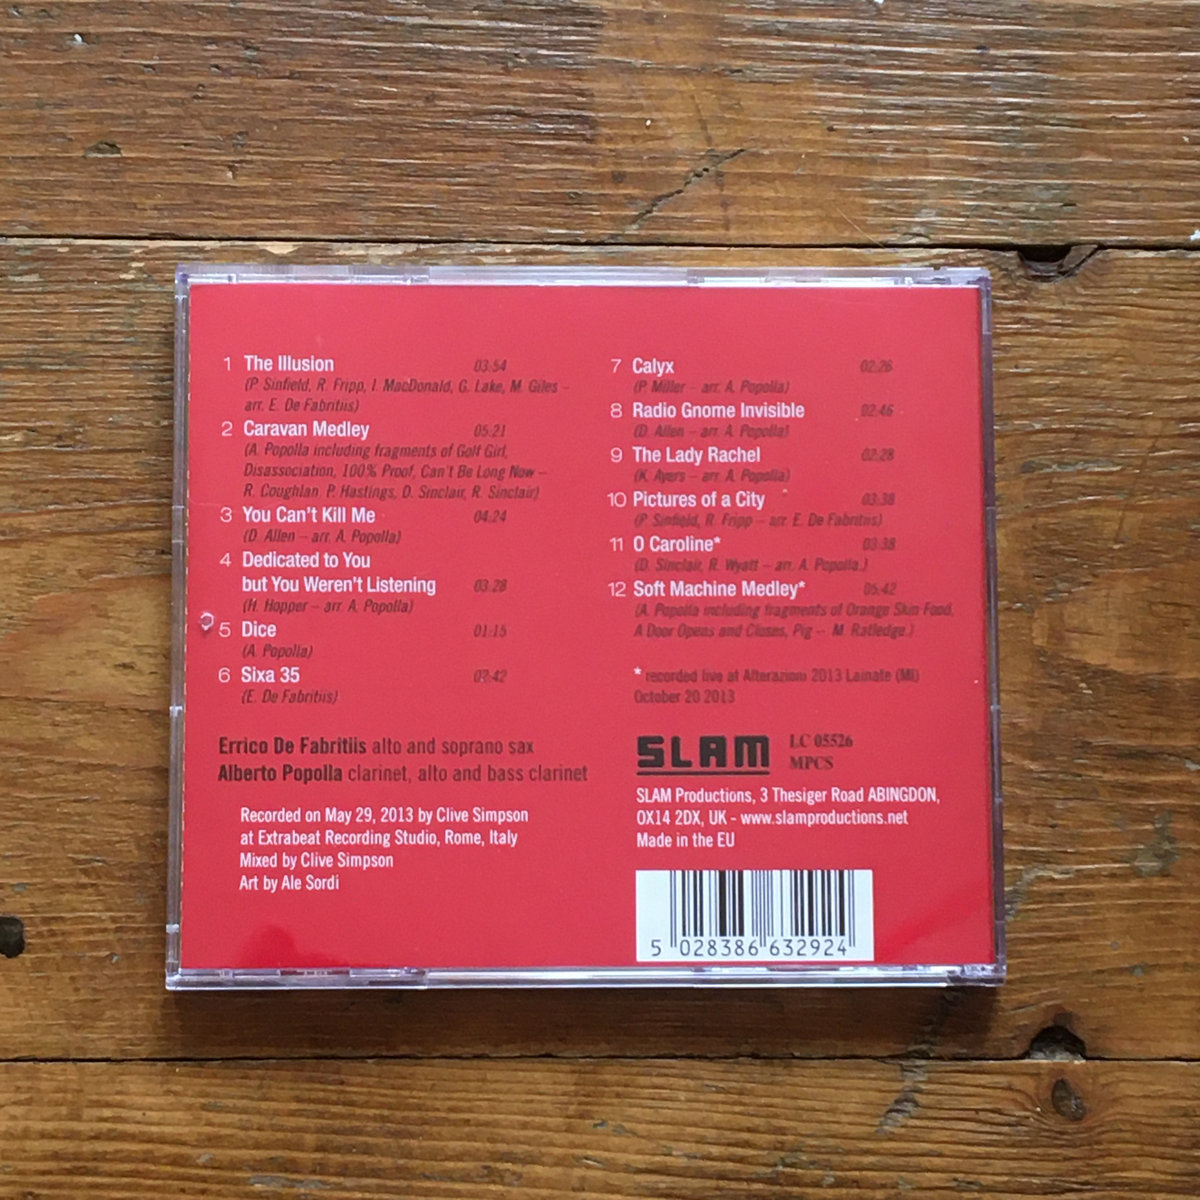 1 The Illusion 03:54
(P. Sinfield, R. Fripp, I. MacDonald, G. Lake, M. Giles –
arr. E. De Fabritiis)
2 Caravan Medley 05:21
(A. Popolla including fragments of Golf Girl,
Disassociation, 100% Proof, Can't Be Long Now –
R. Coughlan P. Hastings, D. Sinclair, R. Sinclair)
3 You Can't Kill Me 04:24
(D. Allen – arr. A. Popolla)
4 Dedicated to You
but You Weren't Listening 03:28
(H. Hopper – arr. A. Popolla)
5 Dice 01:15
(A. Popolla)
6 Sixa 35 02:42
(E. De Fabritiis)
Errico De Fabritiis alto and soprano sax
Alberto Popolla clarinet, alto and bass clarinet
Recorded on May 29, 2013 by Clive Simpson
at Extrabeat Recording Studio, Rome, Italy
Mixed by Clive Simpson
Art by Ale Sordi
7 Calyx 02:26
(P. Miller – arr. A. Popolla)
8 Radio Gnome Invisible 02:46
(D. Allen – arr. A. Popolla)
9 The Lady Rachel 02:28
(K. Ayers – arr. A. Popolla)
10 Pictures of a City 03:38
(P. Sinfield, R. Fripp – arr. E. De Fabritiis)
11 O Caroline* 03:38
(D. Sinclair, R. Wyatt – arr. A. Popolla.)
12 Soft Machine Medley* 05:42
(A. Popolla including fragments of Orange Skin Food,
A Door Opens and Closes, Pig – M. Ratledge.)
* recorded live at Alterazioni 2013 Lainate (MI)
October 20 2013
SLAM LC 05526
MPCS
SLAM Productions, 3 Thesiger Road ABINGDON,
OX14 2DX, UK - www.slamproductions.net
Made in the EU
5 028386 632924